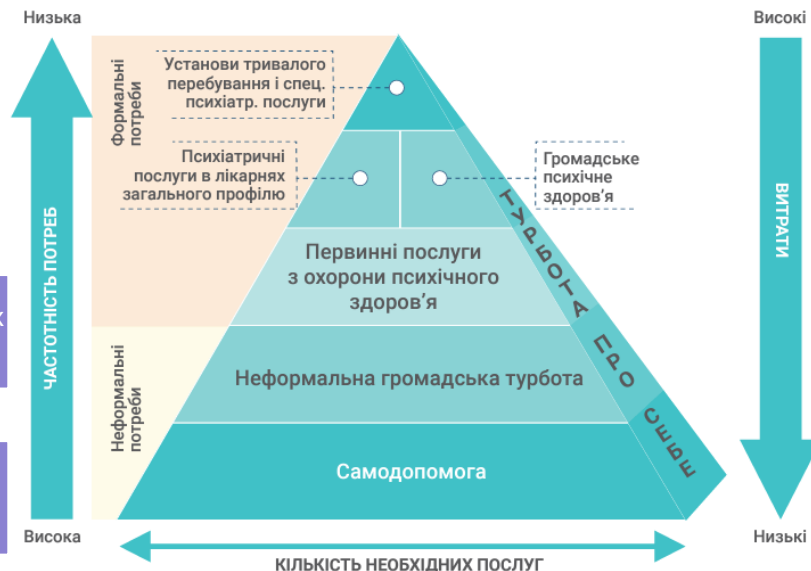 Низька
Високі
Формальні
потреби
Установи тривалого
перебування і спец.
психіатр. послуги
Психіатричні
послуги в лікарнях
загального профілю
Громадське
психічне
здоров’я
ЧАСТОТНІСТЬ ПОТРЕБ
ВИТРАТИ
ТУРБОТА ПРО СЕБЕ
Первинні послуги
з охорони психічного
здоров’я
К
Неформальні
потреби
Неформальна громадська турбота
Самодопомога
Висока
Низькі
КІЛЬКІСТЬ НЕОБХІДНИХ ПОСЛУГ